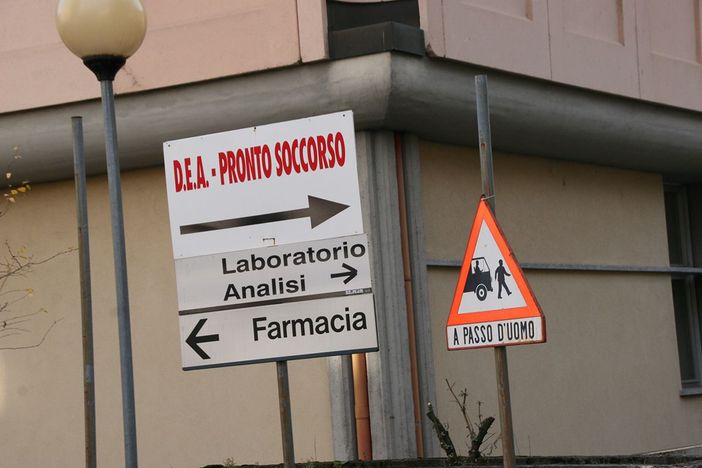 D.E.A. - PRONTO SOCCORSO
Laboratorio
Analisi
Farmacia
A PASSO D'UOMO